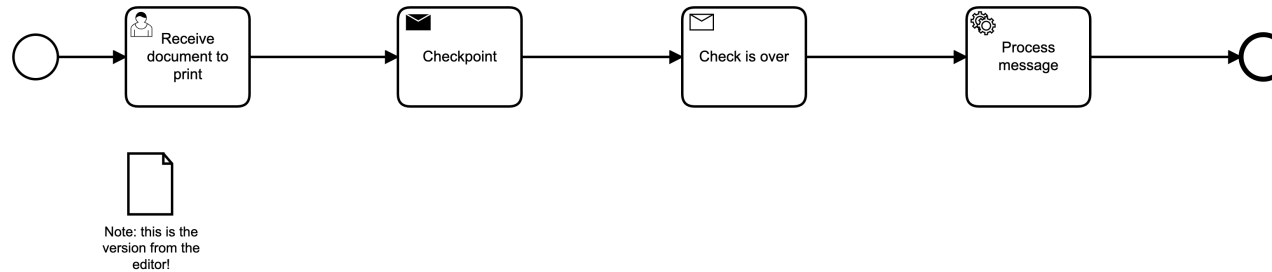 Receive
document to
print
Checkpoint
Check is over
Process
message
Note: this is the
version from the
editor!